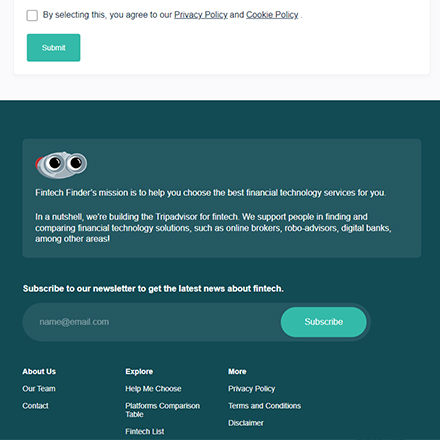 By selecting this, you agree to our Privacy Policy and Cookie Policy .
Submit
Fintech Finder's mission is to help you choose the best financial technology services for you.
In a nutshell, we're building the Tripadvisor for fintech. We support people in finding and
comparing financial technology solutions, such as online brokers, robo-advisors, digital banks,
among other areas!
Subscribe to our newsletter to get the latest news about fintech.
name@email.com
Subscribe
About Us
Our Team
Contact
Explore
Help Me Choose
Platforms Comparison
Table
Fintech List
More
Privacy Policy
Terms and Conditions
Disclaimer